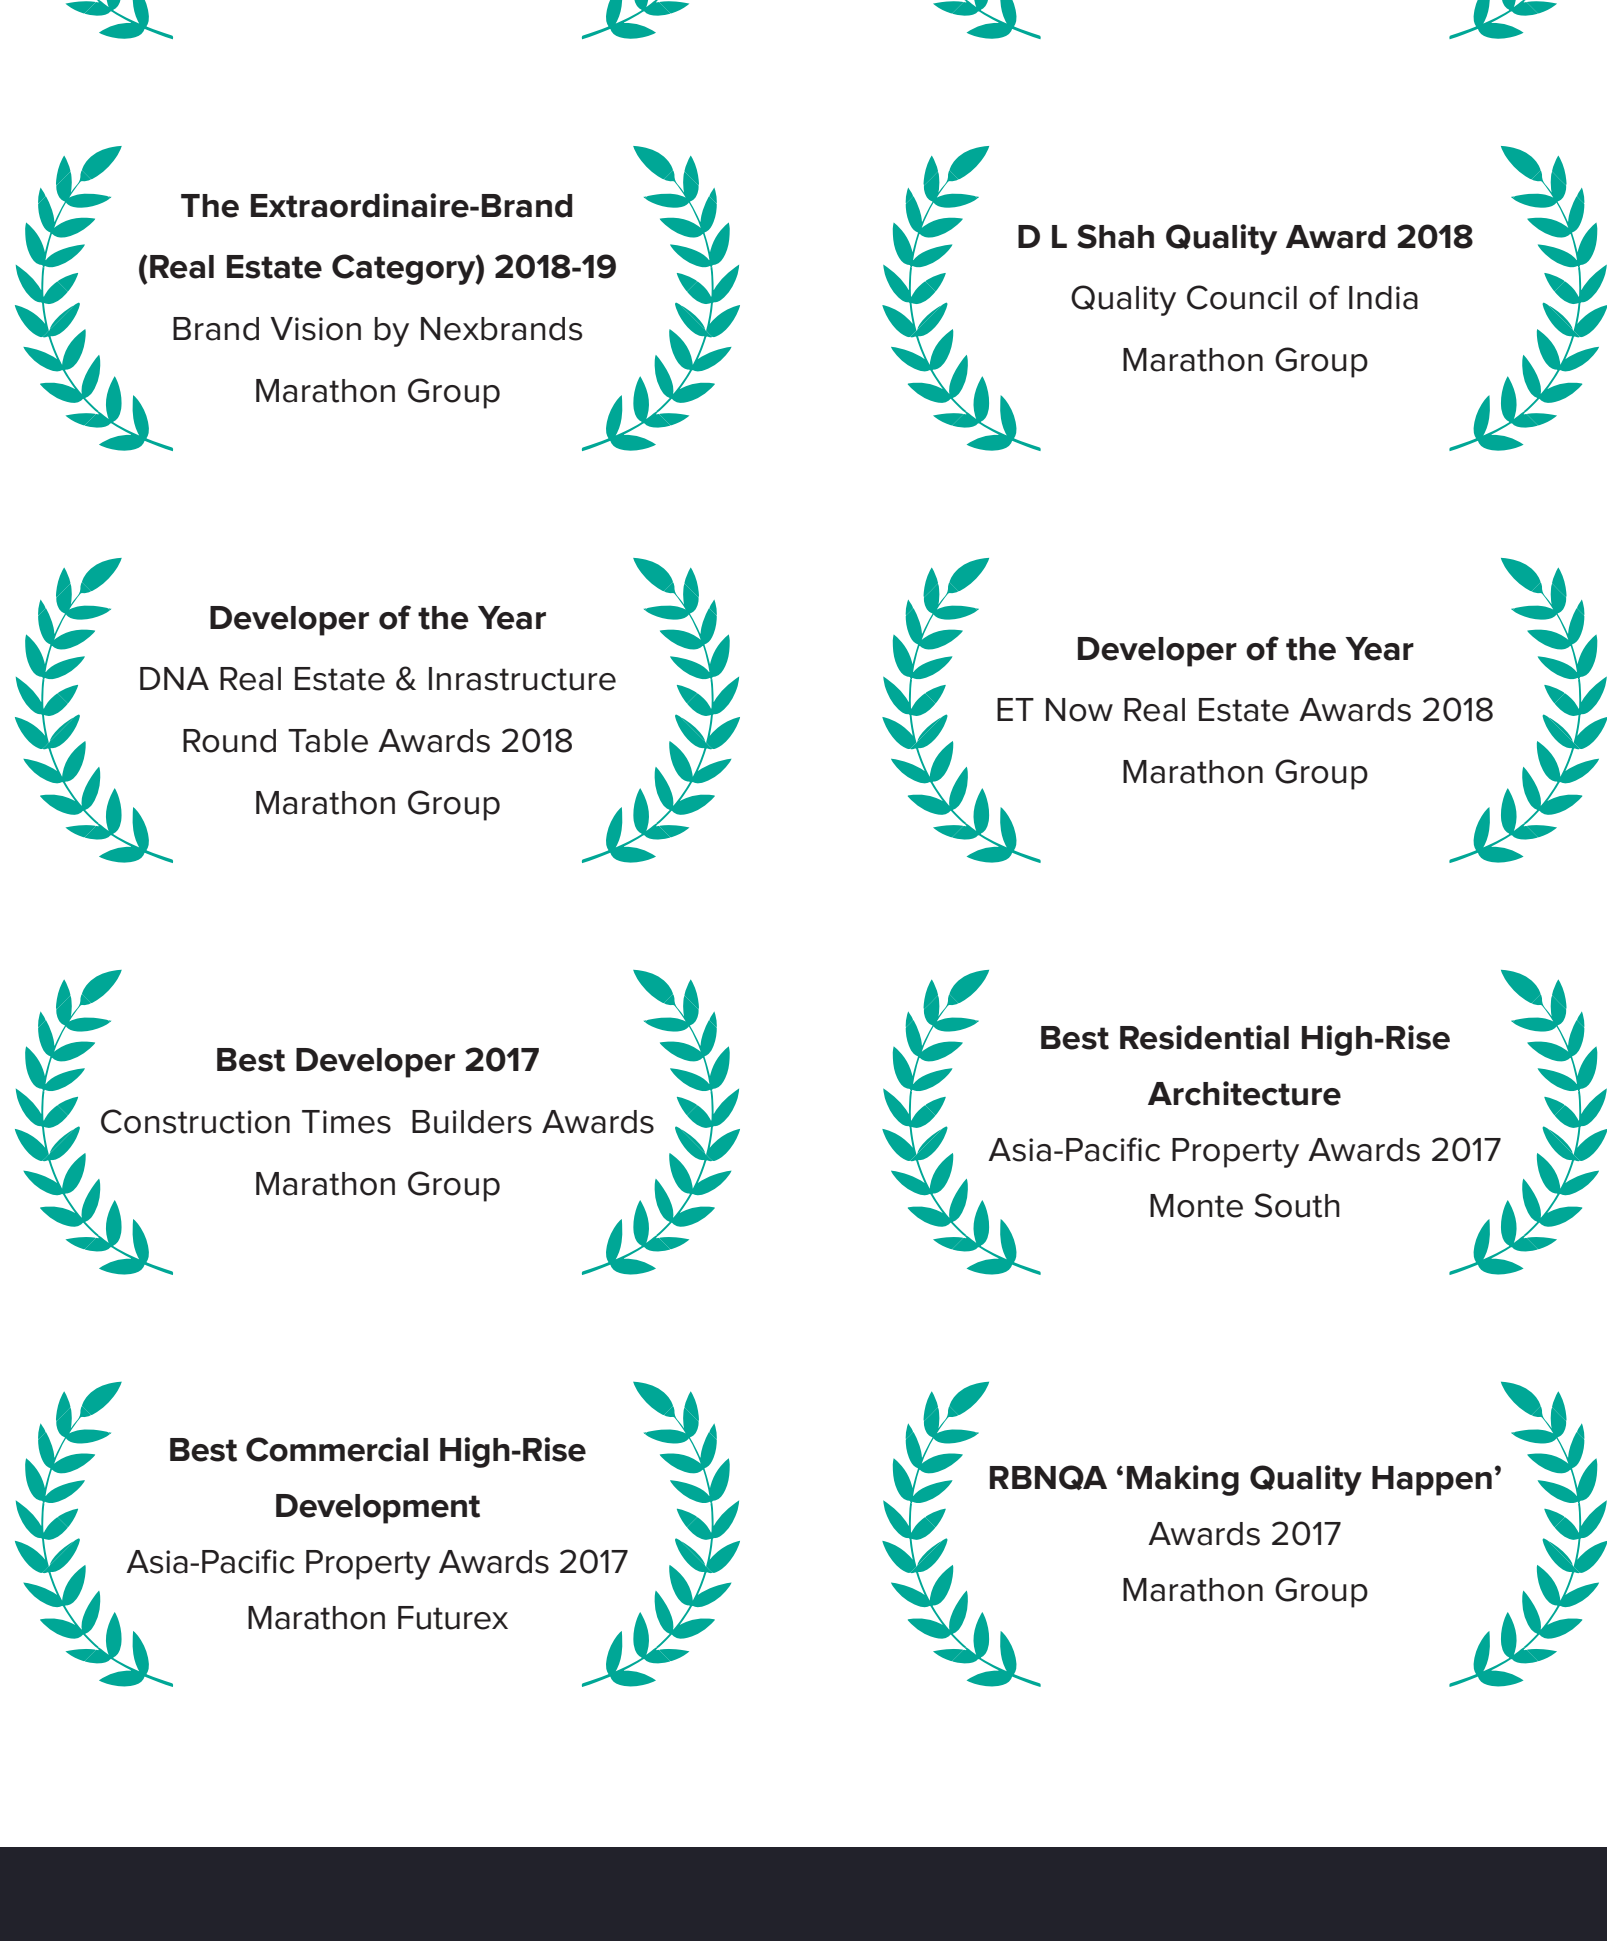 The Extraordinaire-Brand
(Real Estate Category) 2018-19
Brand Vision by Nexbrands
Marathon Group
D L Shah Quality Award 2018
Quality Council of India
Marathon Group
Developer of the Year
DNA Real Estate & Inrastructure
Round Table Awards 2018
Marathon Group
Developer of the Year
ET Now Real Estate Awards 2018
Marathon Group
Best Developer 2017
Construction Times  Builders Awards
Marathon Group
Best Residential High-Rise
Architecture
Asia-Pacific Property Awards 2017
Monte South
Best Commercial High-Rise
Development
Asia-Pacific Property Awards 2017
Marathon Futurex
RBNQA ‘Making Quality Happen’
Awards 2017
Marathon Group